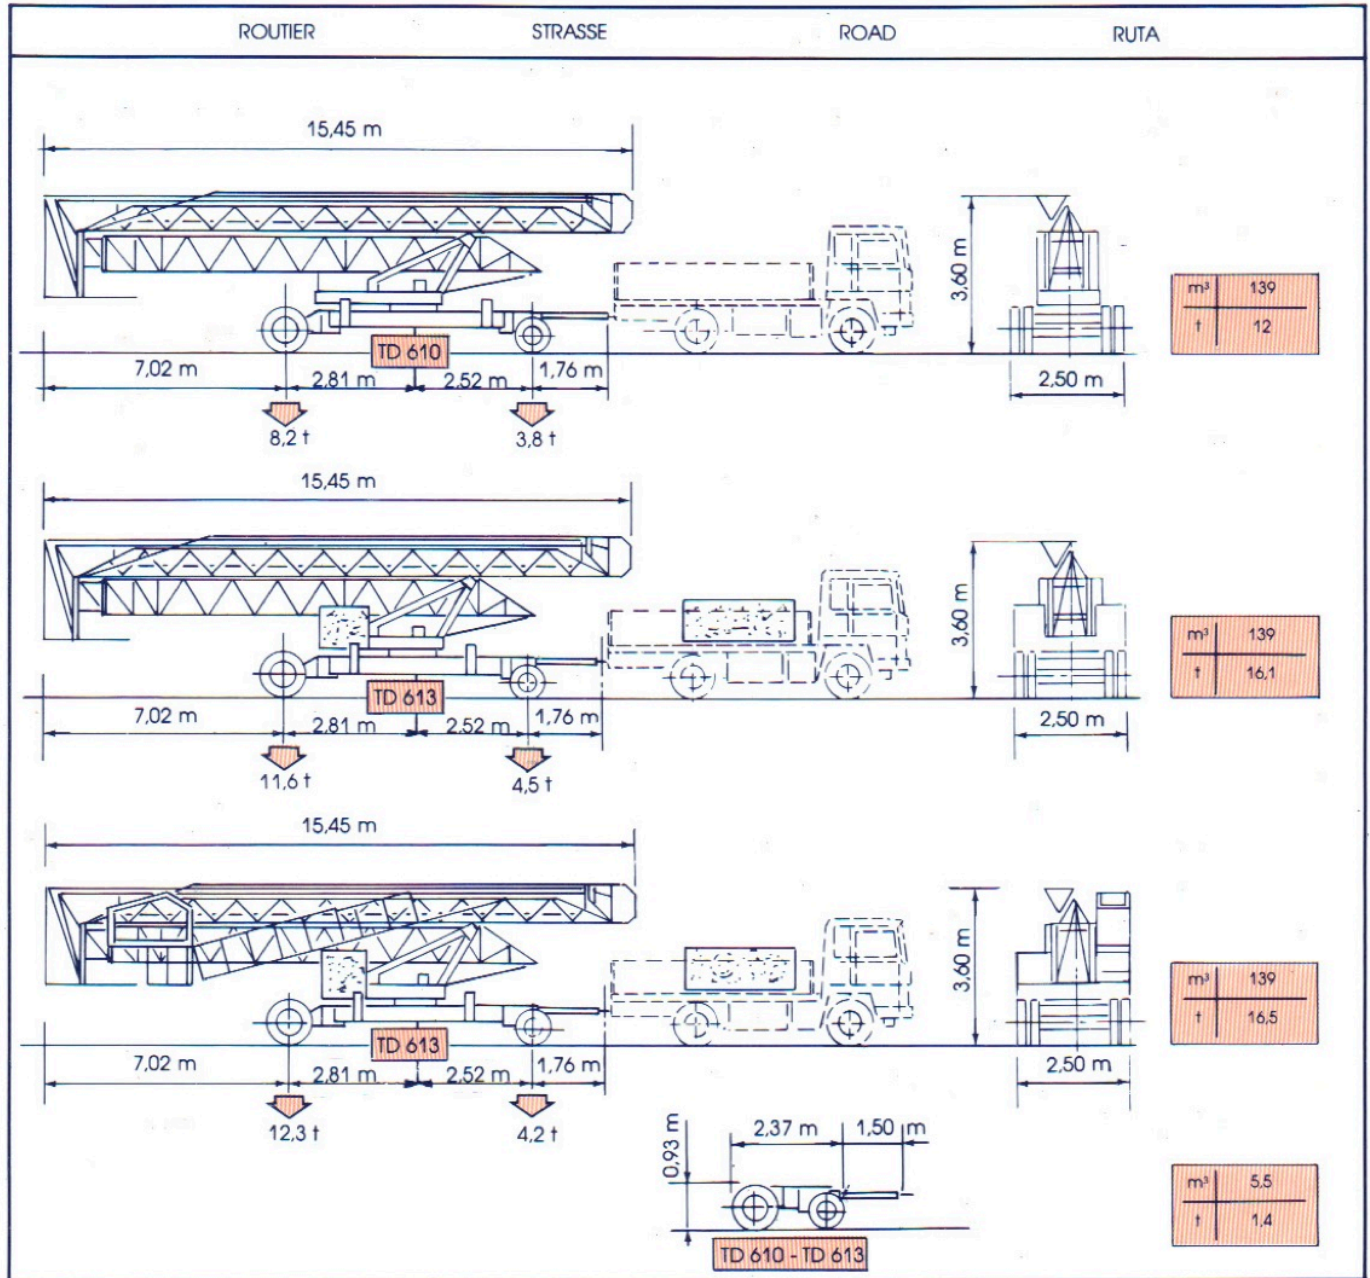 ROUTIER STRASSE ROAD RUTA
15,45 m
3,60 m
m³ 139
t 12
TD 610
7,02 m 2,81 m 2,52 m 1,76 m 2,50 m
8,2 t 3,8 t
15,45 m
3,60 m
m³ 139
t 16,1
TD 613
7,02 m 2,81 m 2,52 m 1,76 m 2,50 m
11,6 t 4,5 t
15,45 m
3,60 m
m³ 139
t 16,5
TD 613
7,02 m 2,81 m 2,52 m 1,76 m 2,50 m
12,3 t 4,2 t
0,93 m 2,37 m 1,50 m
m³ 5,5
t 1,4
TD 610 - TD 613